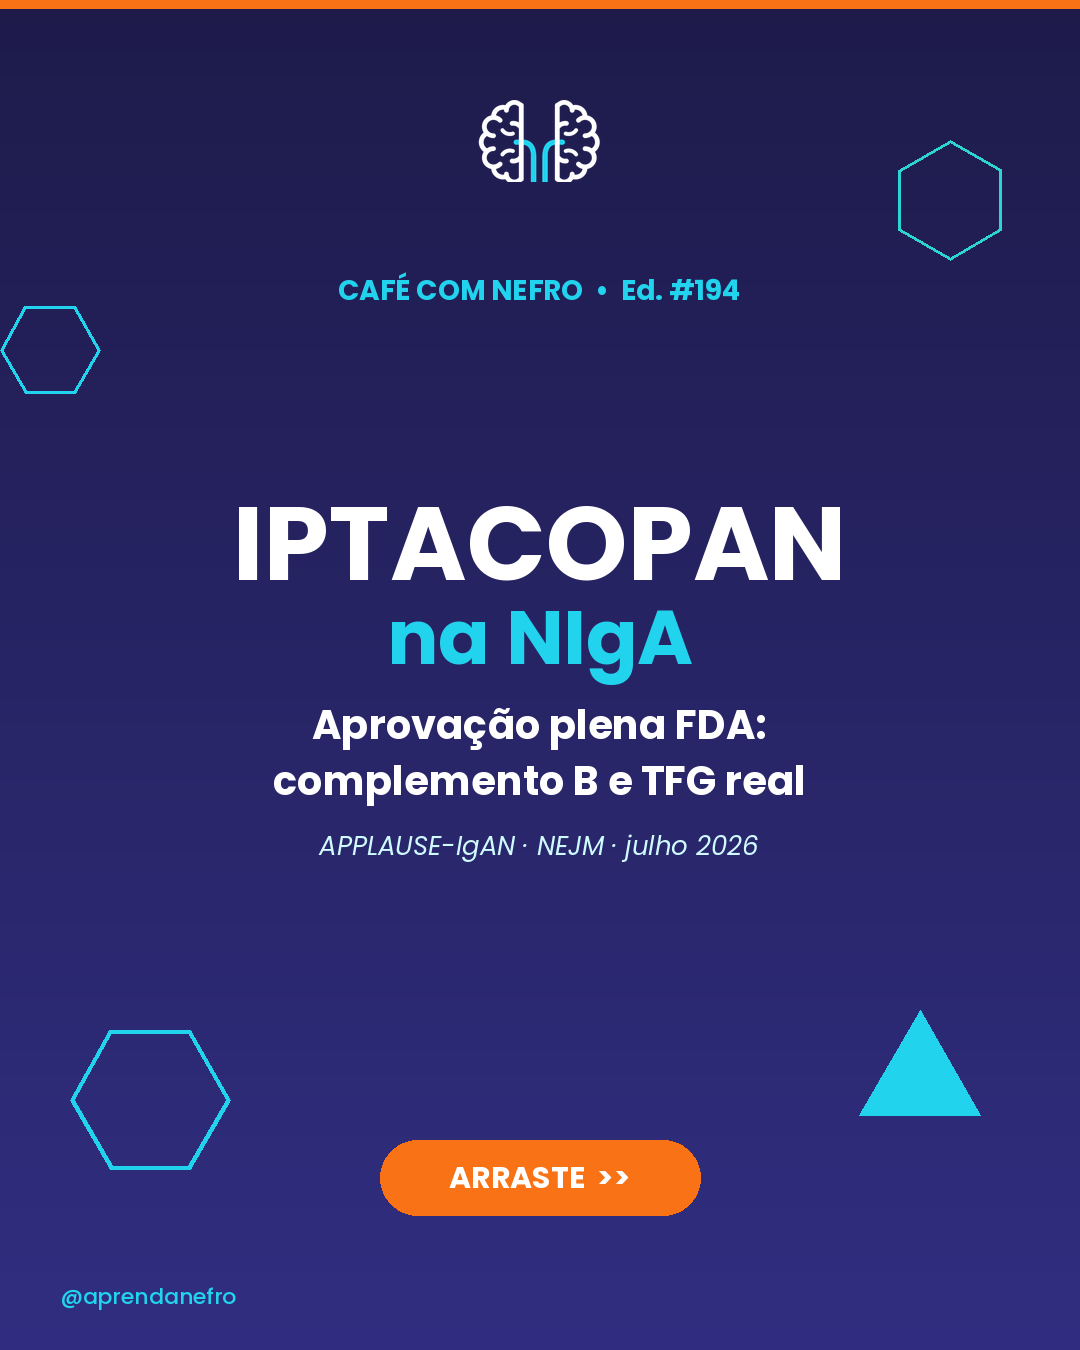 CAFÉ COM NEFRO • Ed. #194
IPTACOPAN
na NIgA
Aprovação plena FDA:
complemento B e TFG real
APPLAUSE-IgAN · NEJM · julho 2026
ARRASTE >>
@aprendanefro